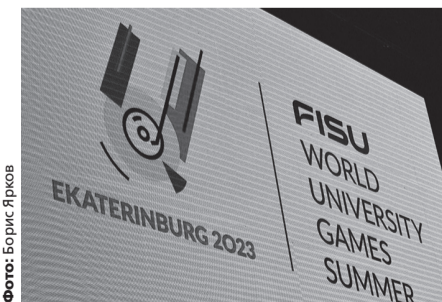 Фото: Борис Ярков
EKATERINBURG 2023
FISU
WORLD
UNIVERSITY
GAMES
SUMMER